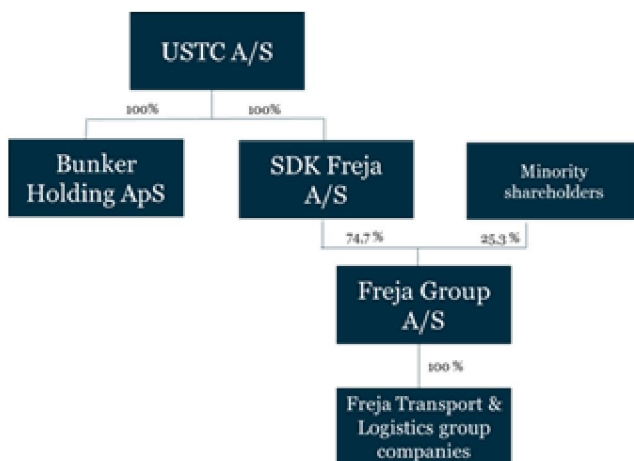 USTC A/S
100%
100%
Bunker
Holding ApS
SDK Freja
A/S
Minority
shareholders
74,7 %
25,3 %
Freja Group
A/S
100 %
Freja Transport &
Logistics group
companies